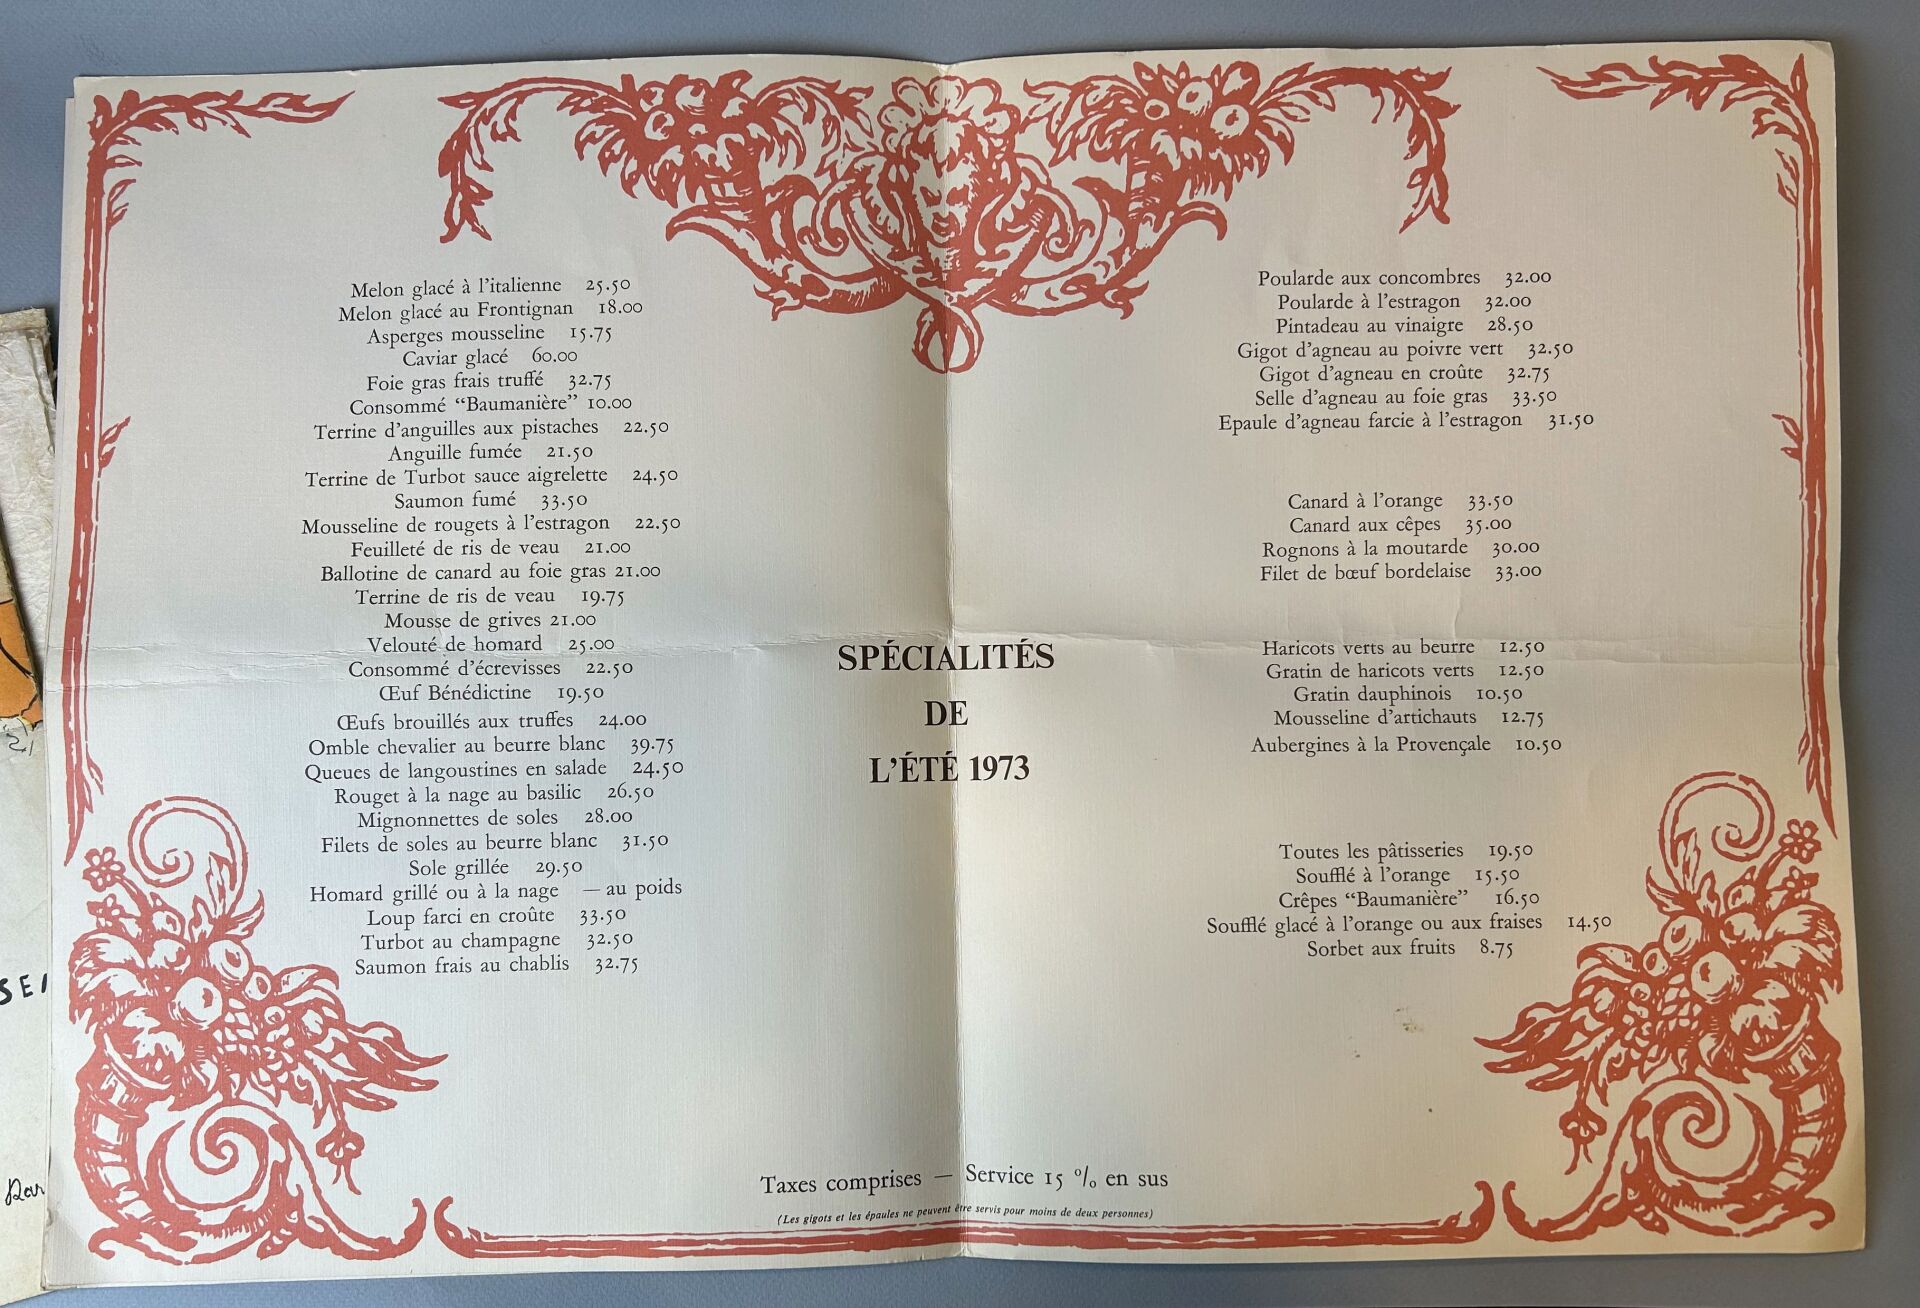 Melon glacé à l'italienne 25.50
Melon glacé au Frontignan 18.00
Asperges mousseline 15.75
Caviar glacé 60.00
Foie gras frais truffé 32.75
Consommé “Baumanière” 10.00
Terrine d'anguilles aux pistaches 22.50
Anguille fumée 21.50
Terrine de Turbot sauce aigrelette 24.50
Saumon fumé 33.50
Mousseline de rougets à l'estragon 22.50
Feuilleté de ris de veau 21.00
Ballotine de canard au foie gras 21.00
Terrine de ris de veau 19.75
Mousse de grives 21.00
Velouté de homard 25.00
Consommé d'écrevisses 22.50
Œuf Bénédictine 19.50
Œufs brouillés aux truffes 24.00
Omble chevalier au beurre blanc 39.75
Queues de langoustines en salade 24.50
Rouget à la nage au basilic 26.50
Mignonnettes de soles 28.00
Filets de soles au beurre blanc 31.50
Sole grillée 29.50
Homard grillé ou à la nage — au poids
Loup farci en croûte 33.50
Turbot au champagne 32.50
Saumon frais au chablis 32.75
SPÉCIALITÉS
DE
L'ÉTÉ 1973
Poularde aux concombres 32.00
Poularde à l'estragon 32.00
Pintadeau au vinaigre 28.50
Gigot d'agneau au poivre vert 32.50
Gigot d'agneau en croûte 32.75
Selle d'agneau au foie gras 33.50
Epaule d'agneau farcie à l'estragon 31.50
Canard à l'orange 33.50
Canard aux cêpes 35.00
Rognons à la moutarde 30.00
Filet de bœuf bordelaise 33.00
Haricots verts au beurre 12.50
Gratin de haricots verts 12.50
Gratin dauphinois 10.50
Mousseline d'artichauts 12.75
Aubergines à la Provençale 10.50
Toutes les pâtisseries 19.50
Soufflé à l'orange 15.50
Crêpes “Baumanière” 16.50
Soufflé glacé à l'orange ou aux fraises 14.50
Sorbet aux fruits 8.75
Taxes comprises — Service 15 % en sus
(Les gigots et les épaules ne peuvent être servis pour moins de deux personnes)